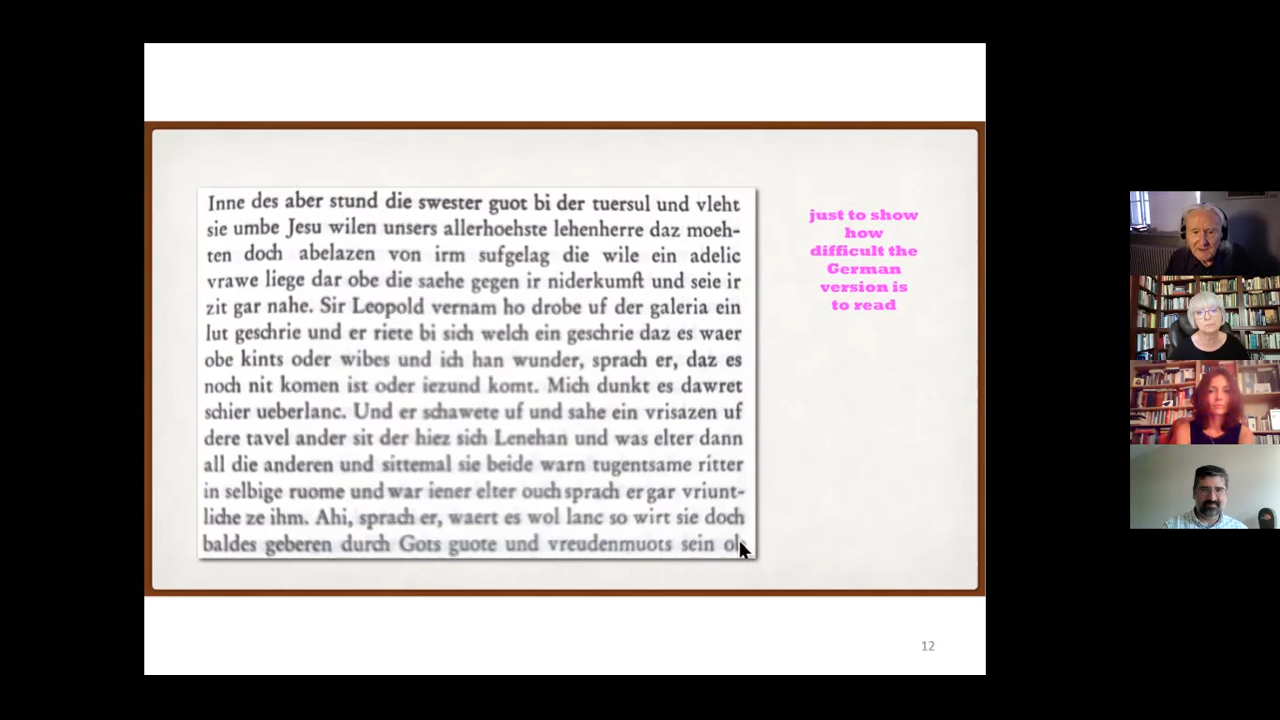 Inne des aber stund die swester guot bi der tuersul und vleht
sie umbe Jesu wilen unsers allerhoehste lehenherre daz moeh-
ten doch abelazen von irm sufgelag die wile ein adelic
vrawe liege dar obe die saehe gegen ir niderkumft und seie ir
zit gar nahe. Sir Leopold vernam ho drobe uf der galeria ein
lut geschrie und er riete bi sich welch ein geschrie daz es waer
obe kints oder wibes und ich han wunder, sprach er, daz es
noch nit komen ist oder iezund komt. Mich dunkt es dawret
schier ueberlanc. Und er schawete uf und sahe ein vrisazen uf
dere tavel ander sit der hiez sich Lenehan und was elter dann
all die anderen und sittemal sie beide warn tugentsame ritter
in selbige ruome und war iener elter ouch sprach er gar vriunt-
liche ze ihm. Ahi, sprach er, waert es wol lanc so wirt sie doch
baldes geberen durch Gots guote und vreudenmuots sein
just to show
how
difficult the
German
version is
to read
12